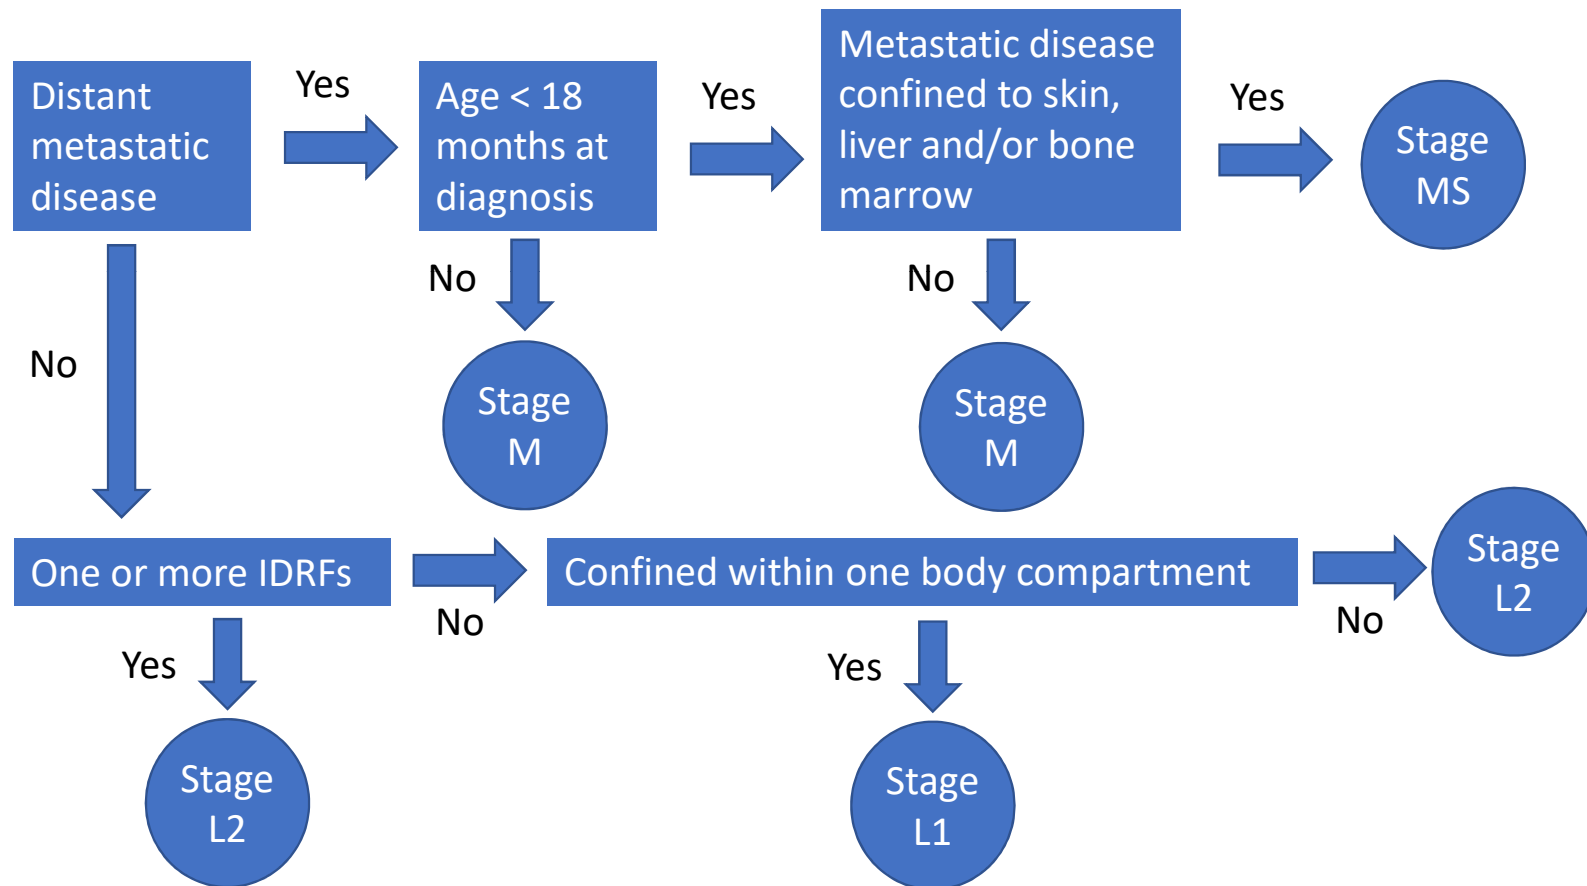 Distant
metastatic
disease
Yes
Age < 18
months at
diagnosis
Yes
Metastatic disease
confined to skin,
liver and/or bone
marrow
Yes
Stage
MS
No
No
No
Stage
M
Stage
M
One or more IDRFs
No
Confined within one body compartment
No
Stage
L2
Yes
Yes
Stage
L2
Stage
L1